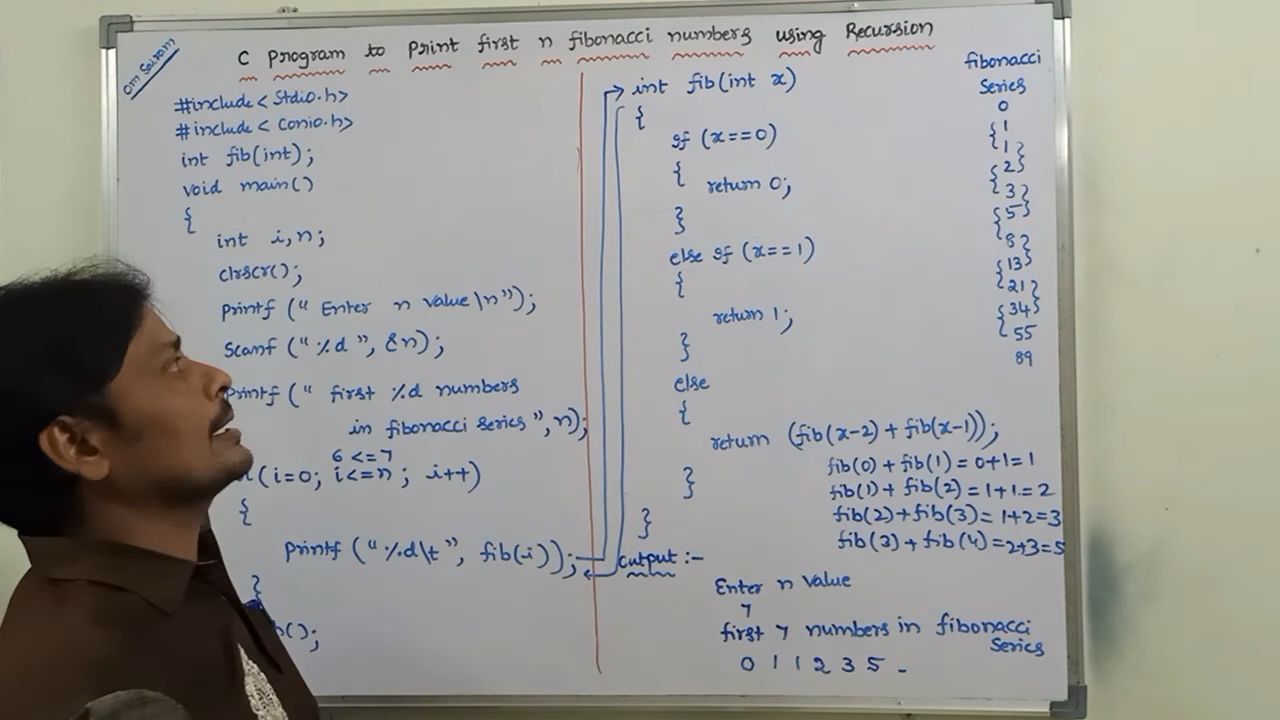 om Sairam
C Program to Print first n fibonacci numbers using Recursion
#include< Stdio.h>
#include< Conio.h>
int fib(int);
void main()
{
int i,n;
clrscr();
Printf (" Enter n value\n");
Scanf ("%d", &n);
Printf (" first %d numbers
in fibonacci series", n);
6 <= 7
(i=0; i<=n; i++)
{
Printf ("%d\t", fib(i));
}
();
int fib(int x)
{
if (x==0)
{
return 0;
}
else if (x==1)
{
return 1;
}
else
{
return (fib(x-2) + fib(x-1));
fib(0) + fib(1) = 0+1=1
fib(1) + fib(2) = 1+1=2
fib(2)+fib(3)= 1+2=3
fib(3)+fib(4)=2+3=5
}
}
output :-
Enter n value
7
first 7 numbers in fibonacci
Series
0 1 1 2 3 5 -
fibonacci
Series
0
1
1
2
3
5
8
13
21
34
55
89